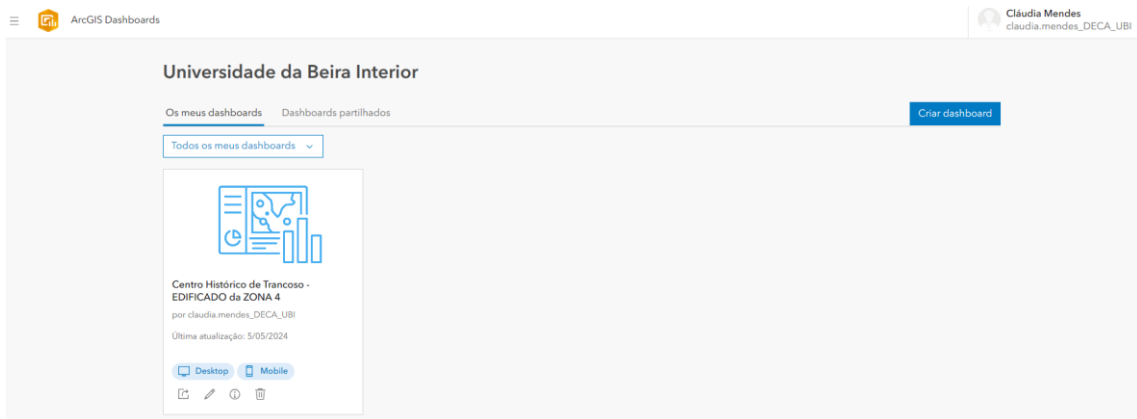 ArcGIS Dashboards
Cláudia Mendes
claudia.mendes_DECA_UBI
Universidade da Beira Interior
Os meus dashboards
Dashboards partilhados
Criar dashboard
Todos os meus dashboards
Centro Histórico de Trancoso -
EDIFICADO da ZONA 4
por claudia.mendes_DECA_UBI
Última atualização: 5/05/2024
Desktop
Mobile